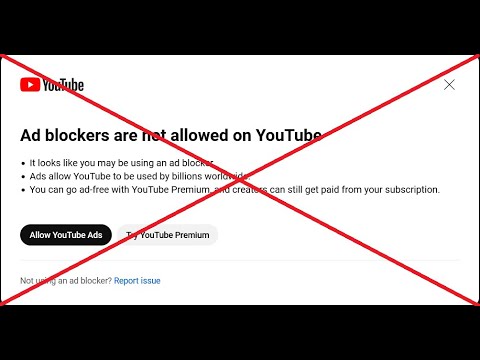 YouTube
Ad blockers are not allowed on YouTube
It looks like you may be using an ad blocker.
Ads allow YouTube to be used by billions worldwide.
You can go ad-free with YouTube Premium, and creators can still get paid from your subscription.
Allow YouTube Ads
Try YouTube Premium
Not using an ad blocker? Report issue